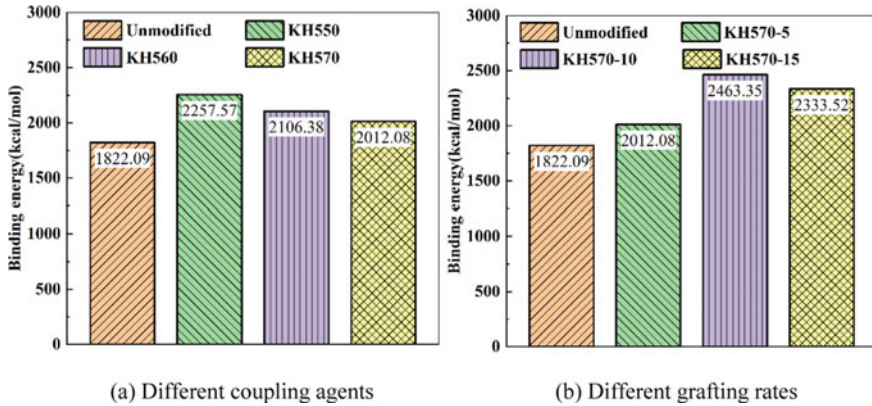 3000
2500
2000
1500
1000
500
0
Binding energy(kcal/mol)
Unmodified KH550
KH560 KH570
1822.09
2257.57
2106.38
2012.08
(a) Different coupling agents
3000
2500
2000
1500
1000
500
0
Binding energy(kcal/mol)
Unmodified KH570-5
KH570-10 KH570-15
1822.09
2012.08
2463.35
2333.52
(b) Different grafting rates